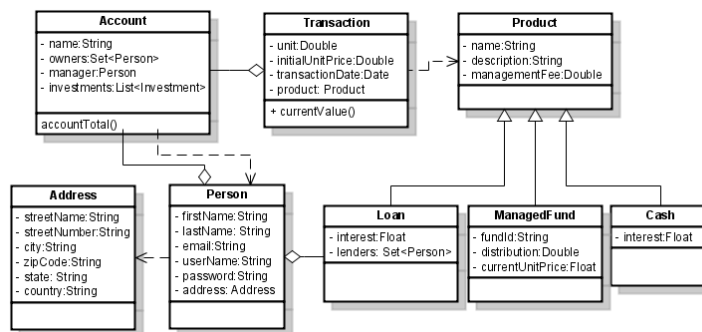 Account
- name:String
- owners:Set<Person>
- manager:Person
- investments:List<Investment>
accountTotal()
Transaction
- unit:Double
- initialUnitPrice:Double
- transactionDate:Date
- product: Product
+ currentValue()
Product
- name:String
- description:String
- managementFee:Double
Address
- streetName:String
- streetNumber:String
- city:String
- zipCode:String
- state: String
- country:String
Person
- firstName:String
- lastName: String
- email:String
- userName:String
- password:String
- address: Address
Loan
- interest:Float
- lenders: Set<Person>
ManagedFund
- fundId:String
- distribution:Double
- currentUnitPrice:Float
Cash
- interest:Float